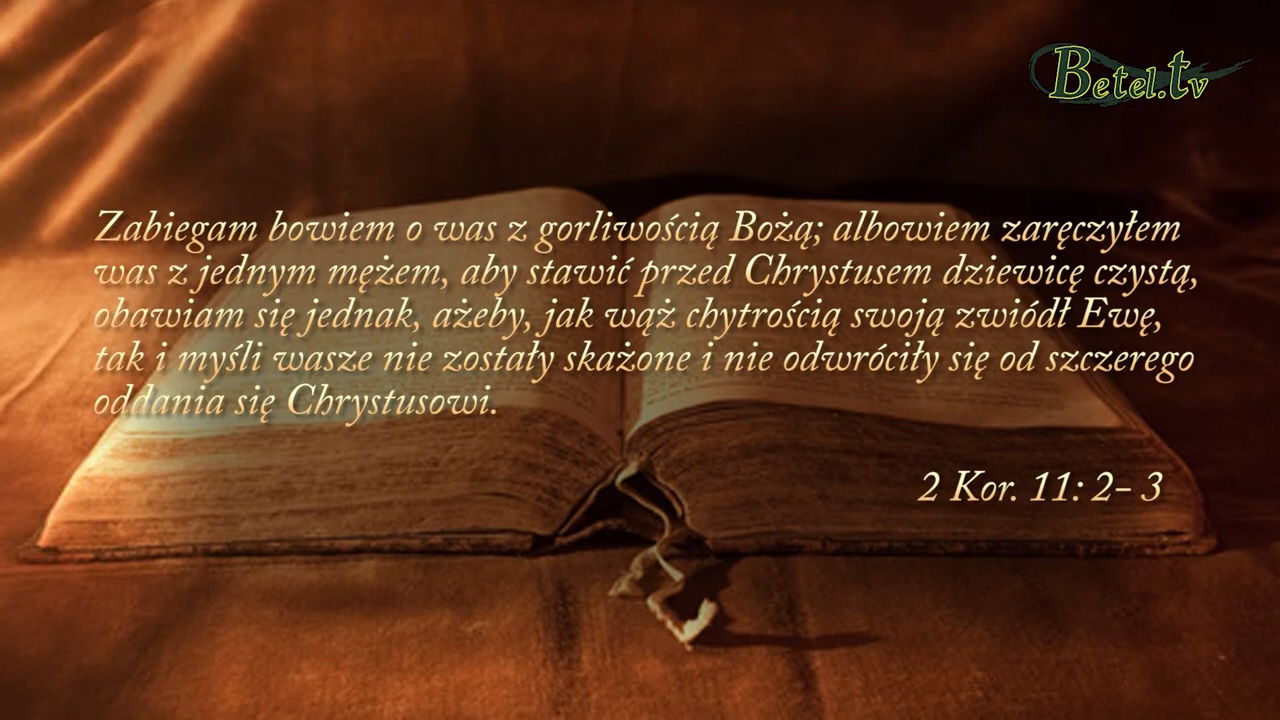 Betel.tv
Zabiegam bowiem o was z gorliwością Bożą; albowiem zaręczyłem
was z jednym mężem, aby stawić przed Chrystusem dziewicę czystą,
obawiam się jednak, ażeby, jak wąż chytrością swoją zwiódł Ewę,
tak i myśli wasze nie zostały skażone i nie odwróciły się od szczerego
oddania się Chrystusowi.
2 Kor. 11: 2- 3